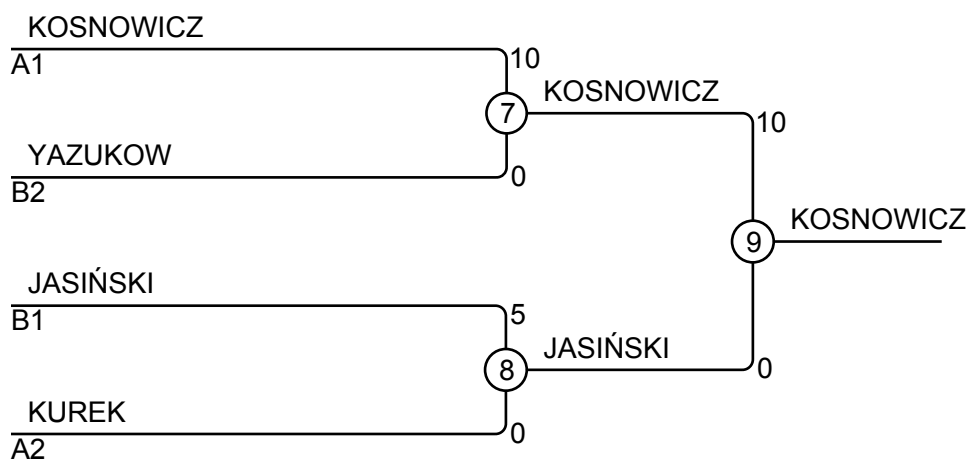 KOSNOWICZ
A1
10
7
KOSNOWICZ
10
YAZUKOW
B2
0
9
KOSNOWICZ
JASIŃSKI
B1
5
8
JASIŃSKI
0
KUREK
A2
0